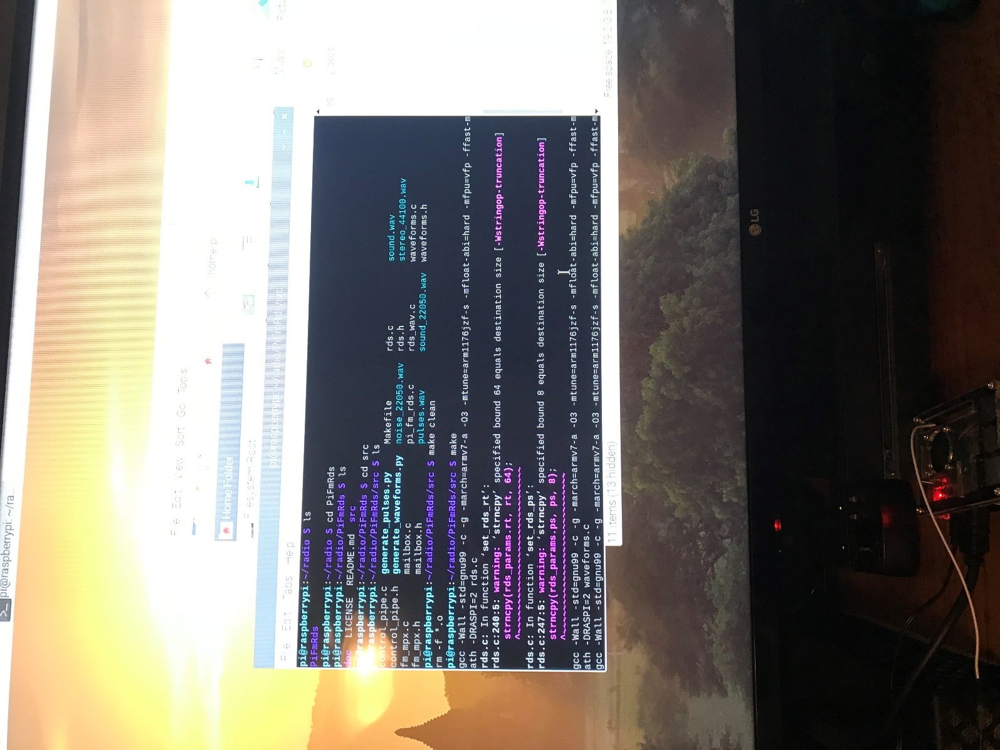 pi@raspberrypi: ~/ra...
File Edit View Sort Go Tools
home/pi
Home Folder
Filesystem Root
Music
File Edit Tabs Help
pi@raspberrypi:~/radio $ ls
PiFmRds
pi@raspberrypi:~/radio $ cd PiFmRds
pi@raspberrypi:~/radio/PiFmRds $ ls
doc LICENSE README.md src
pi@raspberrypi:~/radio/PiFmRds $ cd src
pi@raspberrypi:~/radio/PiFmRds/src $ ls
control_pipe.c generate_pulses.py Makefile rds.c sound.wav
control_pipe.h generate_waveforms.py noise_22050.wav rds.h stereo_44100.wav
fm_mpx.c mailbox.c pi_fm_rds.c rds_wav.c waveforms.c
fm_mpx.h mailbox.h pulses.wav sound_22050.wav waveforms.h
pi@raspberrypi:~/radio/PiFmRds/src $ make clean
rm -f *.o
pi@raspberrypi:~/radio/PiFmRds/src $ make
gcc -Wall -std=gnu99 -c -g -march=armv7-a -O3 -mtune=arm1176jzf-s -mfloat-abi=hard -mfpu=vfp -ffast-m
ath -DRASPI=2 rds.c
rds.c: In function ‘set_rds_rt’:
rds.c:240:5: warning: ‘strncpy’ specified bound 64 equals destination size [-Wstringop-truncation]
strncpy(rds_params.rt, rt, 64);
^~~~~~~~~~~~~~~~~~~~~~~~~~~~~~
rds.c: In function ‘set_rds_ps’:
rds.c:247:5: warning: ‘strncpy’ specified bound 8 equals destination size [-Wstringop-truncation]
strncpy(rds_params.ps, ps, 8);
^~~~~~~~~~~~~~~~~~~~~~~~~~~~~
gcc -Wall -std=gnu99 -c -g -march=armv7-a -O3 -mtune=arm1176jzf-s -mfloat-abi=hard -mfpu=vfp -ffast-m
ath -DRASPI=2 waveforms.c
gcc -Wall -std=gnu99 -c -g -march=armv7-a -O3 -mtune=arm1176jzf-s -mfloat-abi=hard -mfpu=vfp -ffast-m
11 items (13 hidden)
Free space: 19.2 GiB
LG